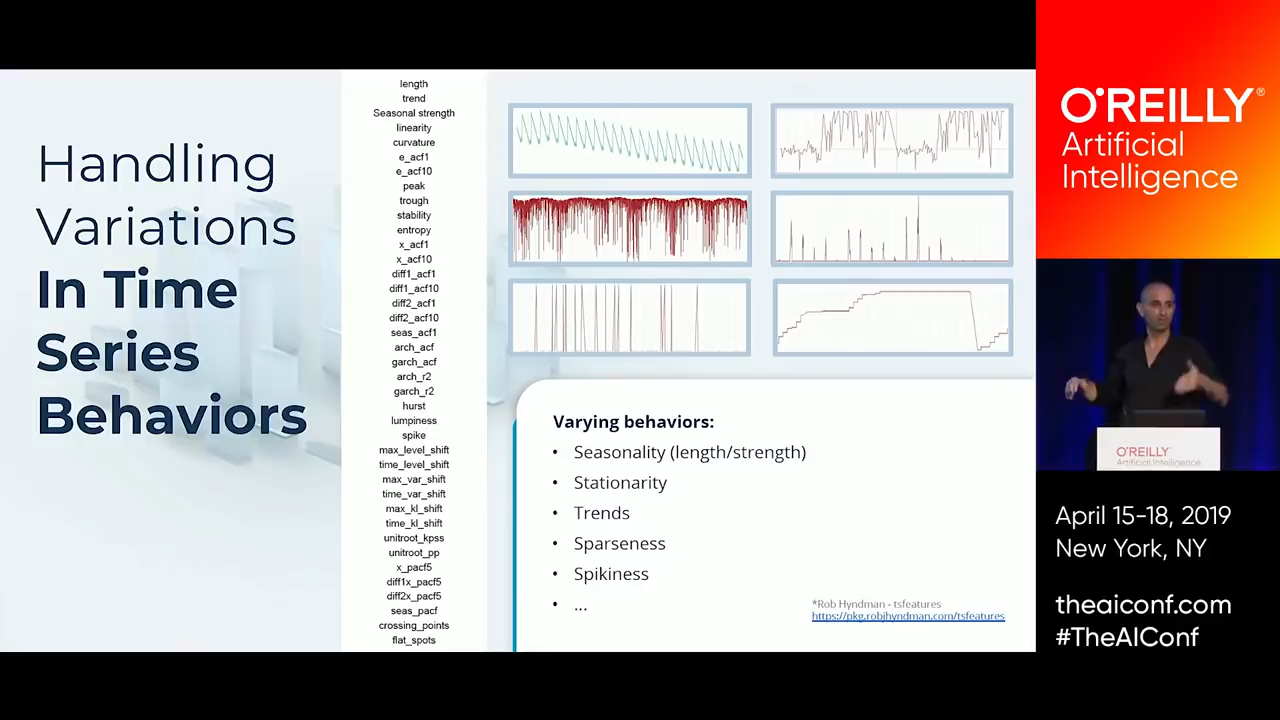 Handling
Variations
In Time
Series
Behaviors
length
trend
Seasonal strength
linearity
curvature
e_acf1
e_acf10
peak
trough
stability
entropy
x_acf1
x_acf10
diff1_acf1
diff1_acf10
diff2_acf1
diff2_acf10
seas_acf1
arch_acf
garch_acf
arch_r2
garch_r2
hurst
lumpiness
spike
max_level_shift
time_level_shift
max_var_shift
time_var_shift
max_kl_shift
time_kl_shift
unitroot_kpss
unitroot_pp
x_pacf5
diff1x_pacf5
diff2x_pacf5
seas_pacf
crossing_points
flat_spots
Varying behaviors:
• Seasonality (length/strength)
• Stationarity
• Trends
• Sparseness
• Spikiness
• ...
*Rob Hyndman - tsfeatures
https://pkg.robjhyndman.com/tsfeatures
O'REILLY®
Artificial
Intelligence
O'REILLY
Artificial Intelligence
April 15-18, 2019
New York, NY
theaiconf.com
#TheAIConf